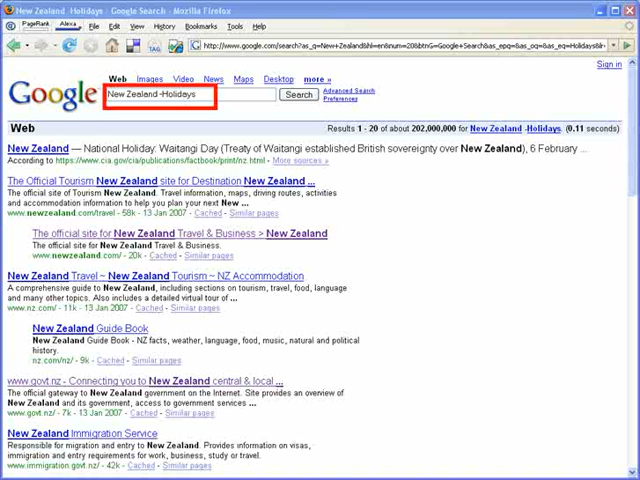 New Zealand -Holidays - Google Search - Mozilla Firefox
PageRank Alexa File Edit View History Bookmarks Tools Help
http://www.google.com/search?as_q=New+Zealand&hl=en&num=20&btnG=Google+Search&as_epq=&as_oq=&as_eq=Holidays&lr
Sign in
Web Images Video News Maps Desktop more »
Google New Zealand -Holidays Search Advanced Search
Preferences
Web Results 1 - 20 of about 202,000,000 for New Zealand -Holidays. (0.11 seconds)
New Zealand — National Holiday: Waitangi Day (Treaty of Waitangi established British sovereignty over New Zealand), 6 February ...
According to https://www.cia.gov/cia/publications/factbook/print/nz.html - More sources »
The Official Tourism New Zealand site for Destination New Zealand ...
The official site of Tourism New Zealand. Travel information, maps, driving routes, activities
and accommodation information to help you plan your next New ...
www.newzealand.com/travel - 58k - 13 Jan 2007 - Cached - Similar pages
The official site for New Zealand Travel & Business > New Zealand
The official site for New Zealand Travel & Business.
www.newzealand.com/ - 20k - Cached - Similar pages
New Zealand Travel ~ New Zealand Tourism ~ NZ Accommodation
A comprehensive guide to New Zealand, including sections on tourism, travel, food, language
and many other topics. Also includes a detailed virtual tour of ...
www.nz.com/ - 11k - 13 Jan 2007 - Cached - Similar pages
New Zealand Guide Book
New Zealand Guide Book - NZ facts, weather, language, food, music, natural and political
history.
nz.com/nz/ - 9k - Cached - Similar pages
www.govt.nz - Connecting you to New Zealand central & local ...
The official gateway to New Zealand government on the Internet. Site provides an overview of
New Zealand and its government, access to government services ...
www.govt.nz/ - 7k - 13 Jan 2007 - Cached - Similar pages
New Zealand Immigration Service
Responsible for migration and entry to New Zealand. Provides information on visas,
immigration and entry requirements for work, business, study or travel.
www.immigration.govt.nz/ - 42k - Cached - Similar pages